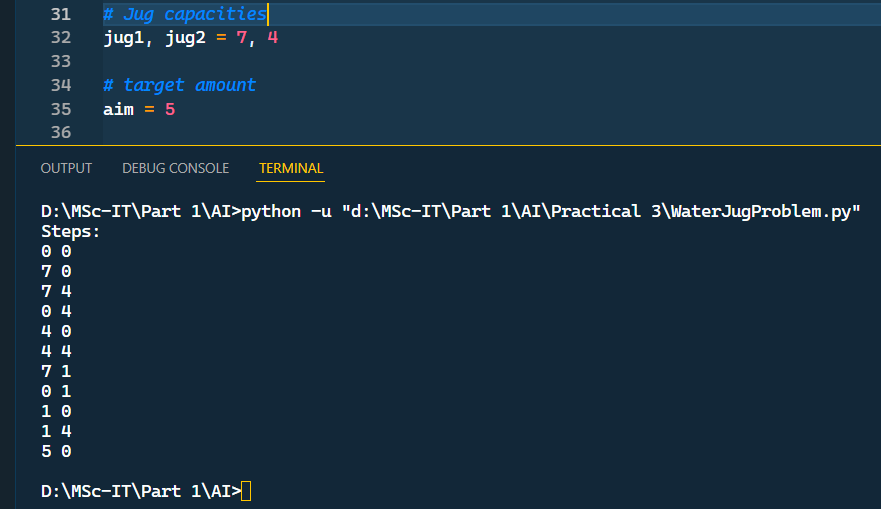 31 # Jug capacities
32 jug1, jug2 = 7, 4
33
34 # target amount
35 aim = 5
36
OUTPUT DEBUG CONSOLE TERMINAL
D:\MSc-IT\Part 1\AI>python -u "d:\MSc-IT\Part 1\AI\Practical 3\WaterJugProblem.py"
Steps:
0 0
7 0
7 4
0 4
4 0
4 4
7 1
0 1
1 0
1 4
5 0
D:\MSc-IT\Part 1\AI>